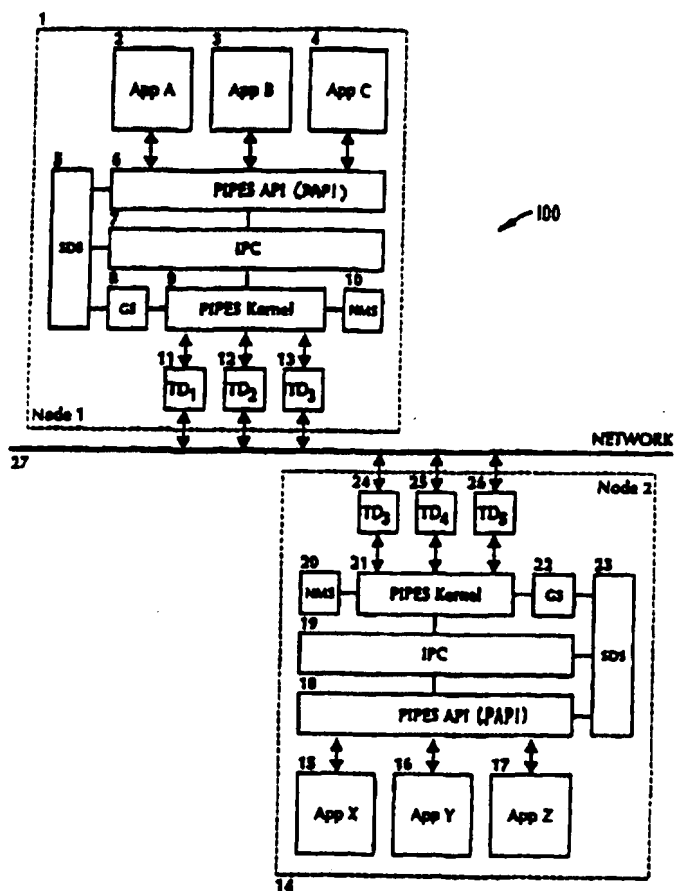 1
2 3 4
App A App B App C
5 6
PIPES API (PAPI)
100
7
SDS
IPC
8 9 10
GS PIPES Kernel NMS
11 12 13
TD1 TD2 TD3
Node 1
NETWORK
27
24 25 26 Node 2
TD3 TD4 TD5
20 21 22 23
NMS PIPES Kernel GS
19
IPC
SDS
18
PIPES API (PAPI)
15 16 17
App X App Y App Z
14